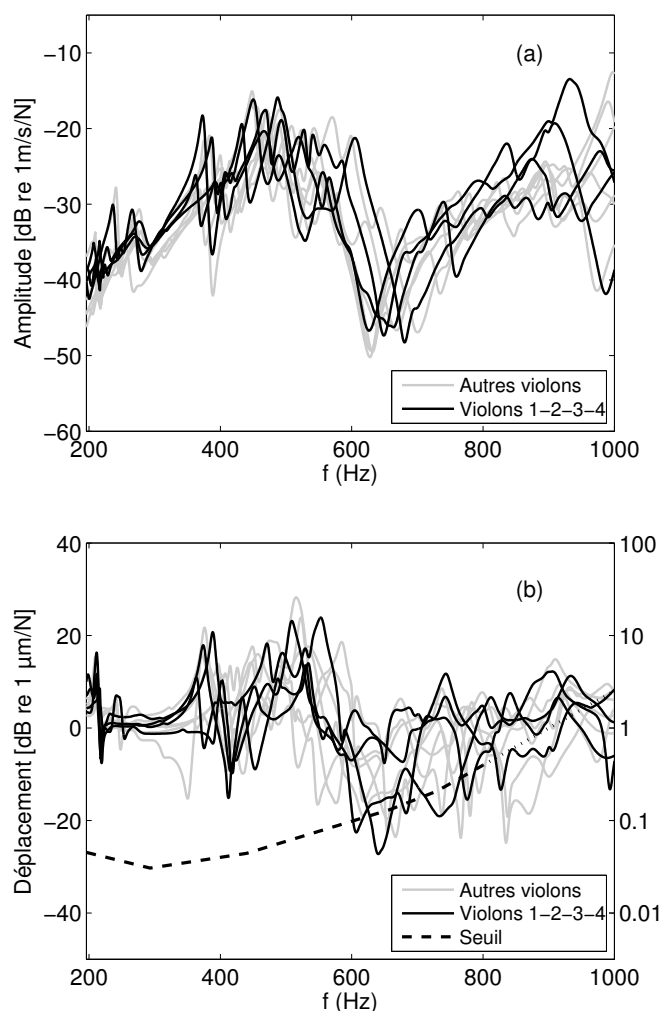 (a)
Amplitude [dB re 1m/s/N]
−10
−20
−30
−40
−50
−60
200 400 600 800 1000
f (Hz)
Autres violons
Violons 1−2−3−4
(b)
Déplacement [dB re 1 µm/N]
40
20
0
−20
−40
100
10
1
0.1
0.01
200 400 600 800 1000
f (Hz)
Autres violons
Violons 1−2−3−4
Seuil